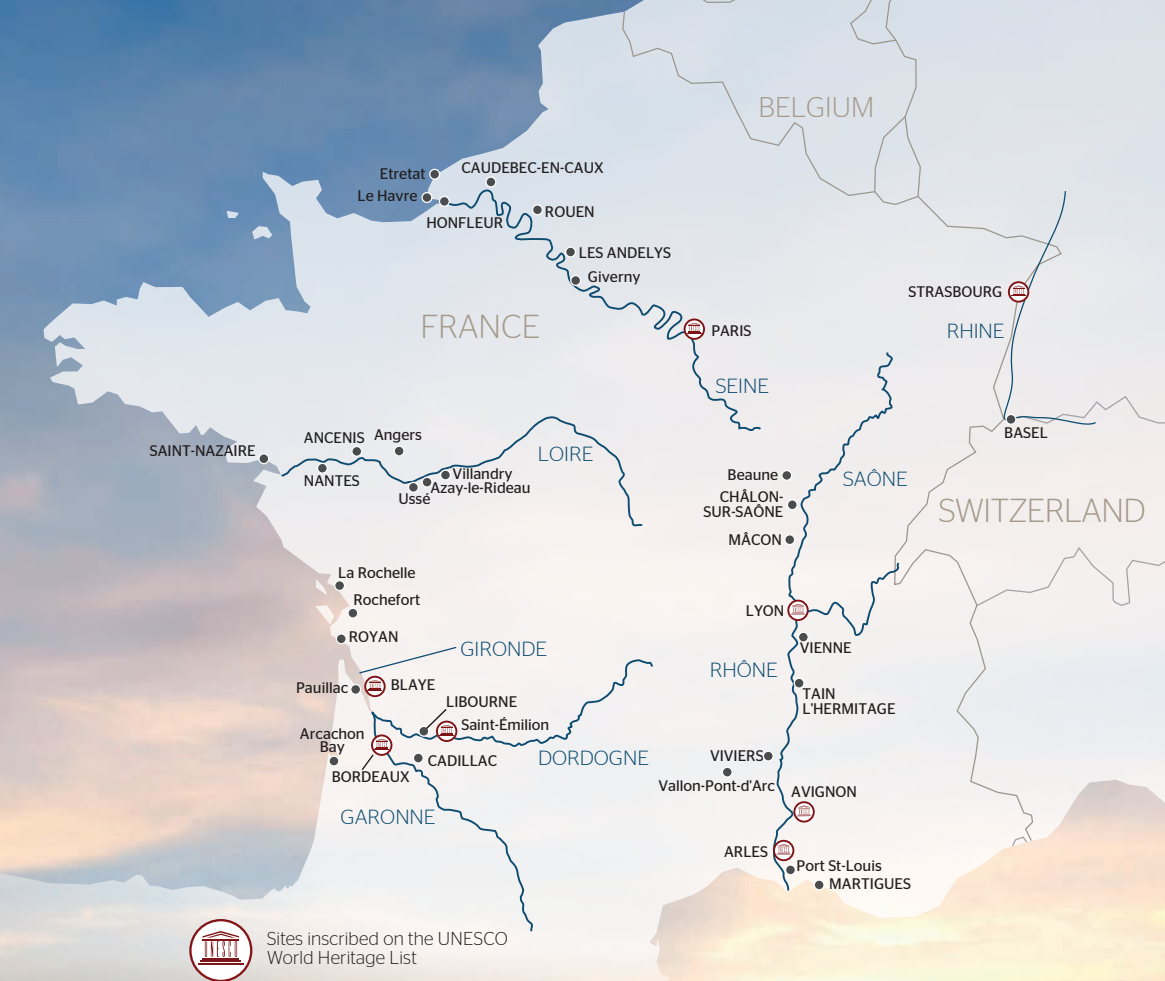 BELGIUM
Etretat
CAUDEBEC-EN-CAUX
Le Havre
HONFLEUR
ROUEN
LES ANDELYS
Giverny
STRASBOURG
FRANCE
PARIS
RHINE
SEINE
BASEL
SAINT-NAZAIRE
ANCENIS
Angers
NANTES
LOIRE
Villandry
Azay-le-Rideau
Ussé
Beaune
SAÔNE
CHÂLON-
SUR-SAÔNE
SWITZERLAND
MÂCON
La Rochelle
Rochefort
LYON
ROYAN
GIRONDE
VIENNE
RHÔNE
Pauillac
BLAYE
LIBOURNE
TAIN
L'HERMITAGE
Saint-Émilion
Arcachon
Bay
BORDEAUX
CADILLAC
DORDOGNE
VIVIERS
Vallon-Pont-d'Arc
AVIGNON
GARONNE
ARLES
Port St-Louis
MARTIGUES
Sites inscribed on the UNESCO
World Heritage List